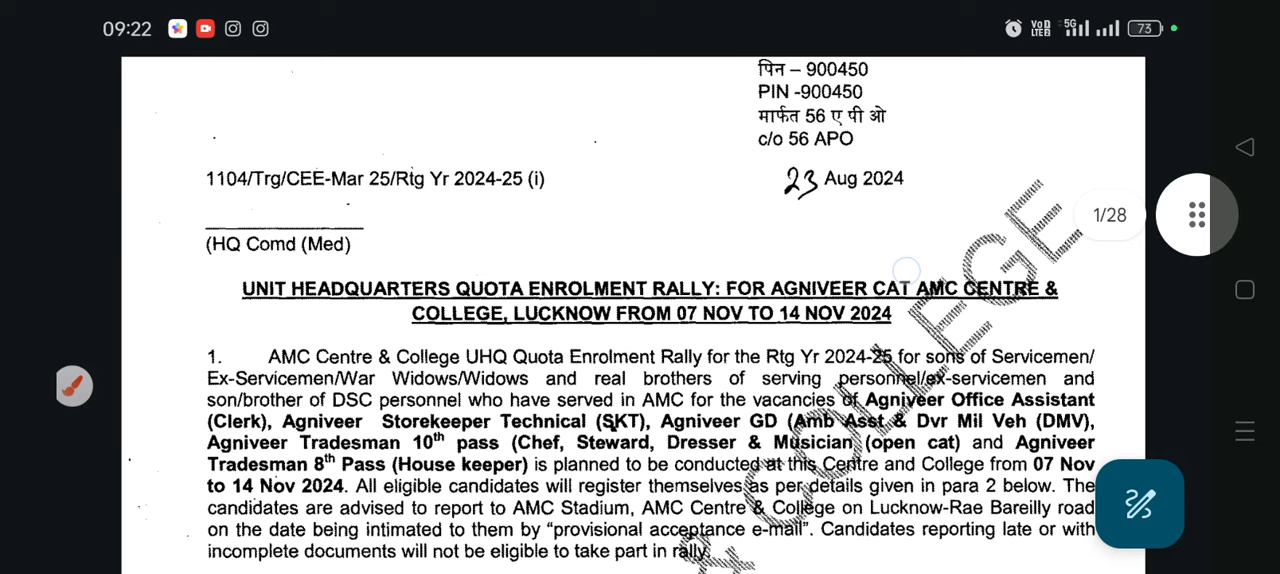 09:22
VoD LTE2 5G 73
पिन – 900450
PIN -900450
मार्फत 56 ए पी ओ
c/o 56 APO
1104/Trg/CEE-Mar 25/Rtg Yr 2024-25 (i)
23 Aug 2024
1/28
(HQ Comd (Med)
UNIT HEADQUARTERS QUOTA ENROLMENT RALLY: FOR AGNIVEER CAT AMC CENTRE &
COLLEGE, LUCKNOW FROM 07 NOV TO 14 NOV 2024
1. AMC Centre & College UHQ Quota Enrolment Rally for the Rtg Yr 2024-25 for sons of Servicemen/
Ex-Servicemen/War Widows/Widows and real brothers of serving personnel/ex-servicemen and
son/brother of DSC personnel who have served in AMC for the vacancies of Agniveer Office Assistant
(Clerk), Agniveer Storekeeper Technical (SKT), Agniveer GD (Amb Asst & Dvr Mil Veh (DMV),
Agniveer Tradesman 10th pass (Chef, Steward, Dresser & Musician (open cat) and Agniveer
Tradesman 8th Pass (House keeper) is planned to be conducted at this Centre and College from 07 Nov
to 14 Nov 2024. All eligible candidates will register themselves as per details given in para 2 below. The
candidates are advised to report to AMC Stadium, AMC Centre & College on Lucknow-Rae Bareilly road
on the date being intimated to them by “provisional acceptance e-mail”. Candidates reporting late or with
incomplete documents will not be eligible to take part in rally.
& COLLEGE